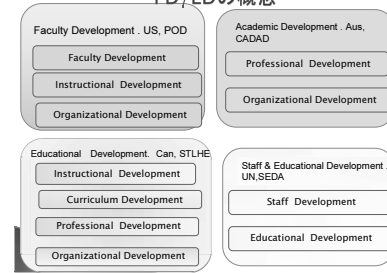 FD/EDの概念
Faculty Development . US, POD
Faculty Development
Instructional Development
Organizational Development
Academic Development . Aus,
CADAD
Professional Development
Organizational Development
Educational Development. Can, STLHE
Instructional Development
Curriculum Development
Professional Development
Organizational Development
Staff & Educational Development .
UN,SEDA
Staff Development
Educational Development